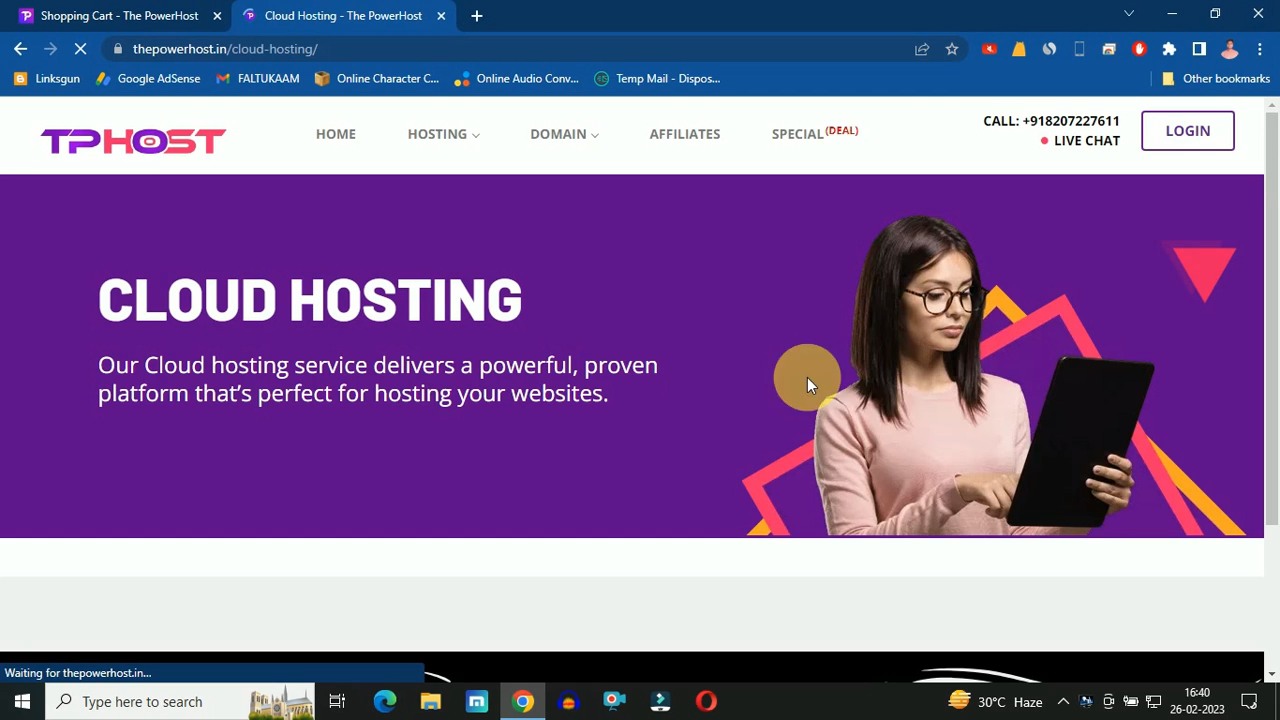 Shopping Cart - The PowerHost
Cloud Hosting - The PowerHost
thepowerhost.in/cloud-hosting/
Linksgun
Google AdSense
FALTUKAAM
Online Character C...
Online Audio Conv...
Temp Mail - Dispos...
Other bookmarks
TPHOST
HOME
HOSTING
DOMAIN
AFFILIATES
SPECIAL(DEAL)
CALL: +918207227611
LIVE CHAT
LOGIN
CLOUD HOSTING
Our Cloud hosting service delivers a powerful, proven
platform that's perfect for hosting your websites.
Waiting for thepowerhost.in...
Type here to search
30°C Haze
16:40
26-02-2023